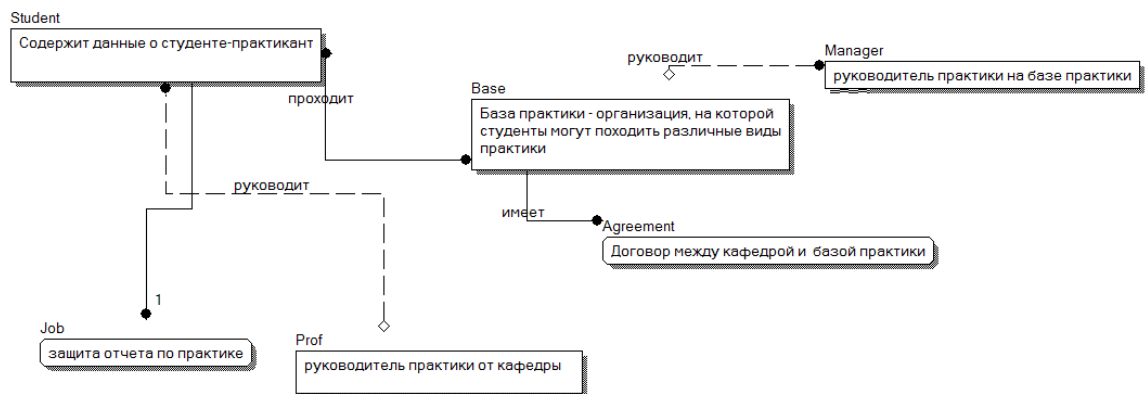 Student
Содержит данные о студенте-практикант
Manager
руководит
руководитель практики на базе практики
Base
проходит
База практики - организация, на которой
студенты могут походить различные виды
практики
руководит
имеет
Agreement
Договор между кафедрой и базой практики
1
Job
защита отчета по практике
Prof
руководитель практики от кафедры